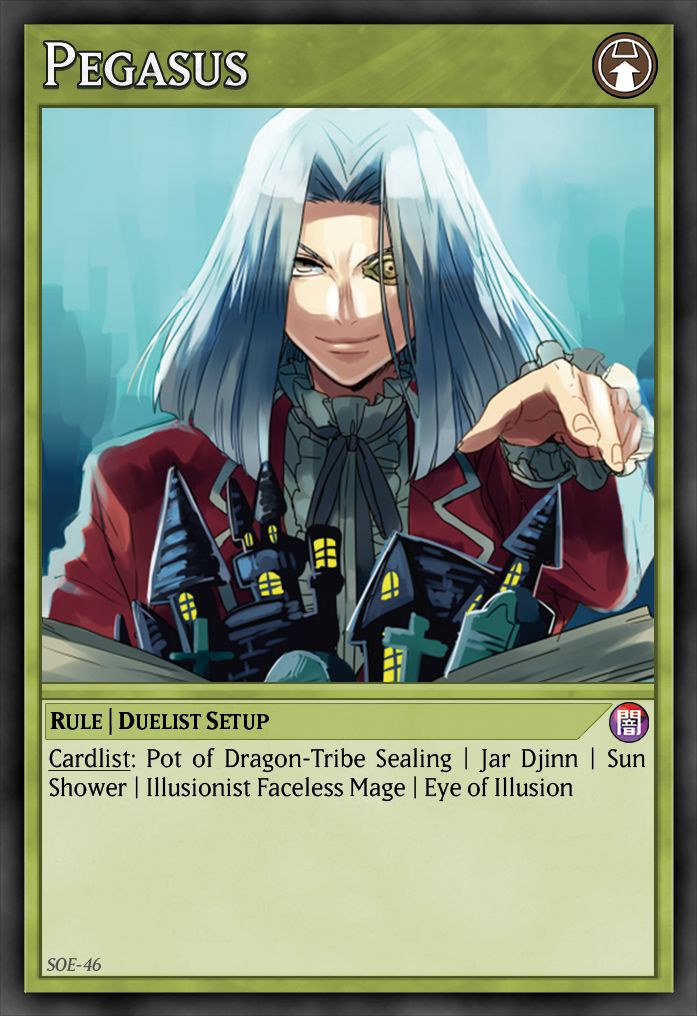 Pegasus
Rule | Duelist Setup
闇
Cardlist: Pot of Dragon-Tribe Sealing | Jar Djinn | Sun
Shower | Illusionist Faceless Mage | Eye of Illusion
SOE-46